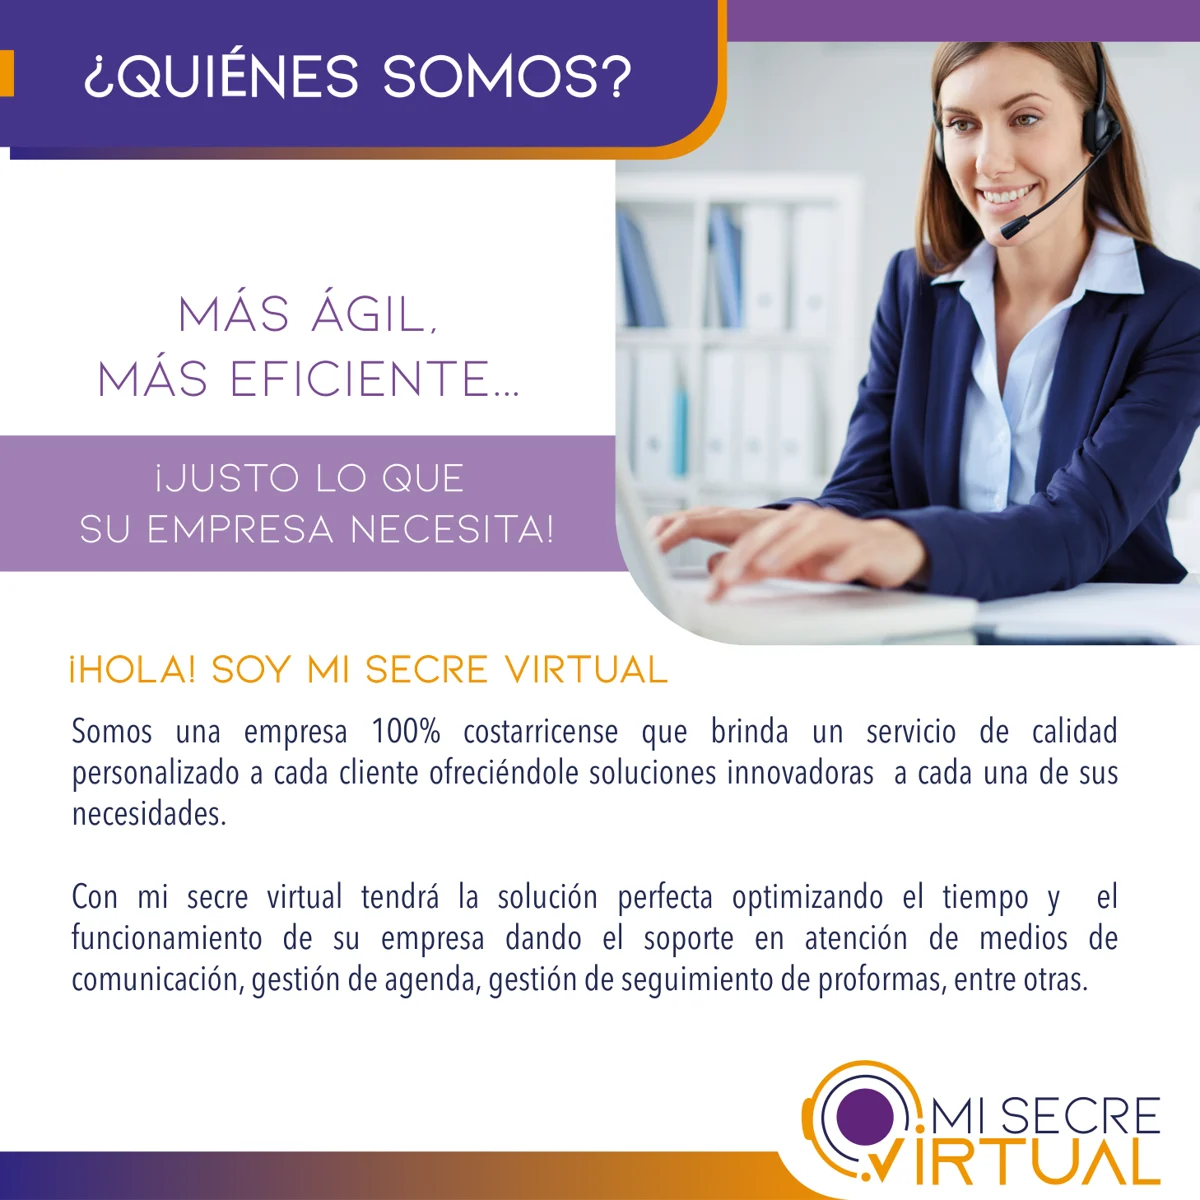 ¿QUIÉNES SOMOS?
MÁS ÁGIL,
MÁS EFICIENTE...
¡JUSTO LO QUE
SU EMPRESA NECESITA!
¡HOLA! SOY MI SECRE VIRTUAL
Somos una empresa 100% costarricense que brinda un servicio de calidad
personalizado a cada cliente ofreciéndole soluciones innovadoras a cada una de sus
necesidades.
Con mi secre virtual tendrá la solución perfecta optimizando el tiempo y el
funcionamiento de su empresa dando el soporte en atención de medios de
comunicación, gestión de agenda, gestión de seguimiento de proformas, entre otras.
MI SECRE
ViRTUAL